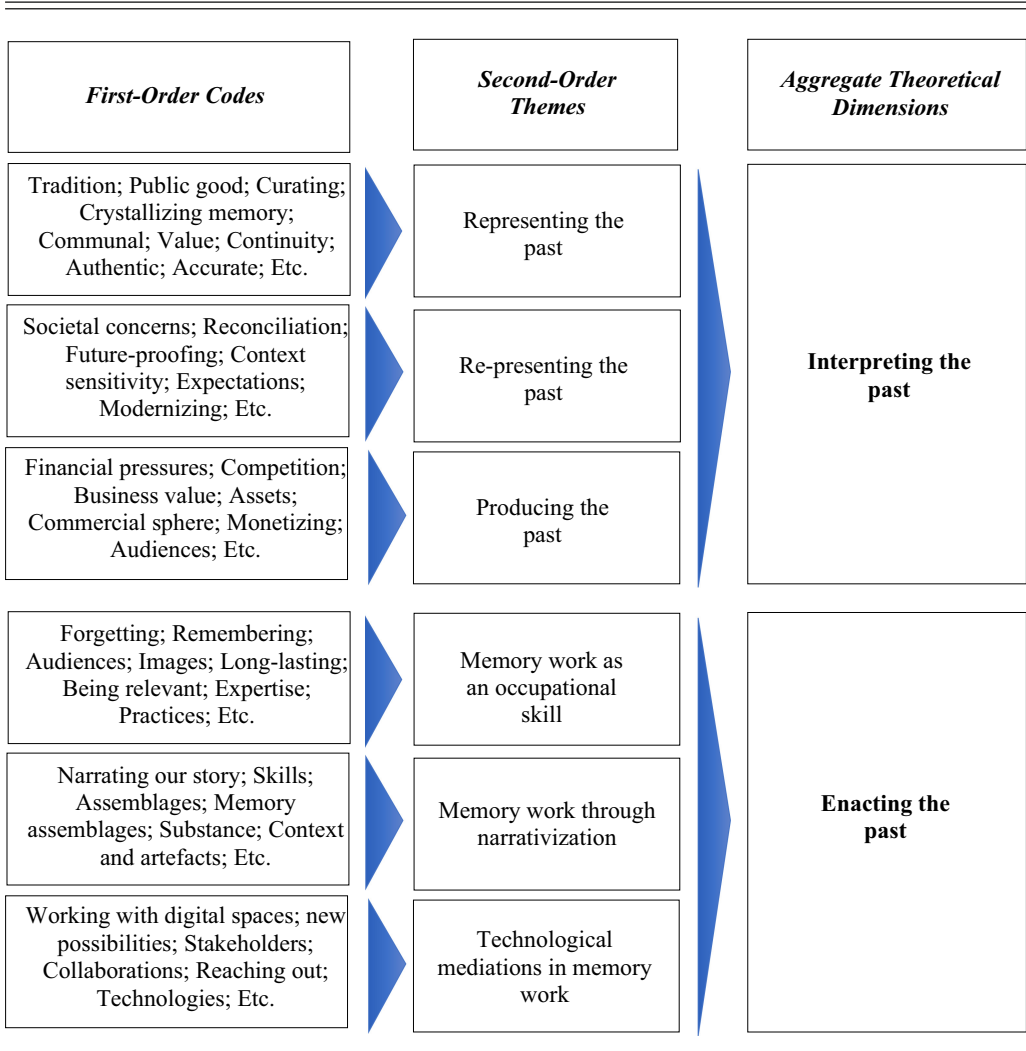 First-Order Codes
Second-Order
Themes
Aggregate Theoretical
Dimensions
Tradition; Public good; Curating;
Crystallizing memory;
Communal; Value; Continuity;
Authentic; Accurate; Etc.
Representing the
past
Societal concerns; Reconciliation;
Future-proofing; Context
sensitivity; Expectations;
Modernizing; Etc.
Re-presenting the
past
Financial pressures; Competition;
Business value; Assets;
Commercial sphere; Monetizing;
Audiences; Etc.
Producing the
past
Interpreting the
past
Forgetting; Remembering;
Audiences; Images; Long-lasting;
Being relevant; Expertise;
Practices; Etc.
Memory work as
an occupational
skill
Narrating our story; Skills;
Assemblages; Memory
assemblages; Substance; Context
and artefacts; Etc.
Memory work through
narrativization
Working with digital spaces; new
possibilities; Stakeholders;
Collaborations; Reaching out;
Technologies; Etc.
Technological
mediations in memory
work
Enacting the
past